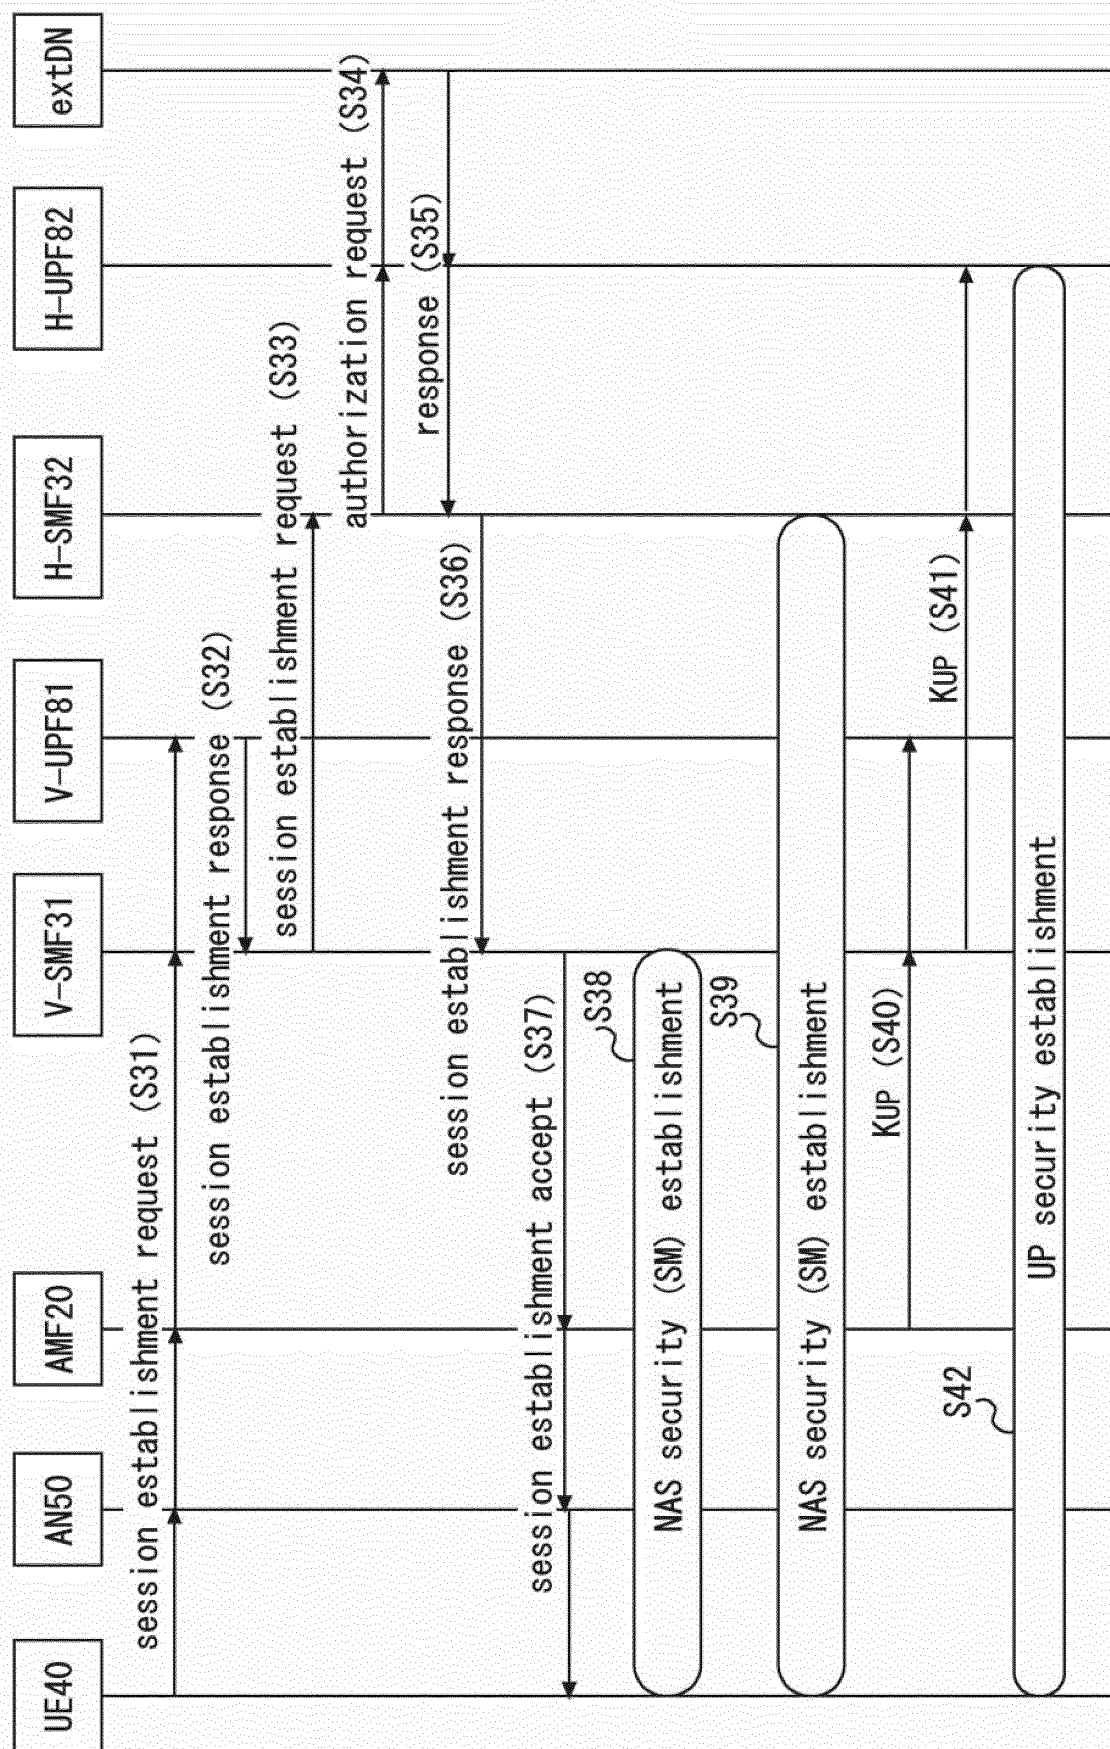 UE40
AN50
AMF20
V-SMF31
V-UPF81
H-SMF32
H-UPF82
extDN
session establishment request (S31)
session establishment response (S32)
session establishment request (S33)
authorization request (S34)
response (S35)
session establishment response (S36)
session establishment accept (S37)
S38
NAS security (SM) establishment
S39
NAS security (SM) establishment
KUP (S40)
KUP (S41)
S42
UP security establishment